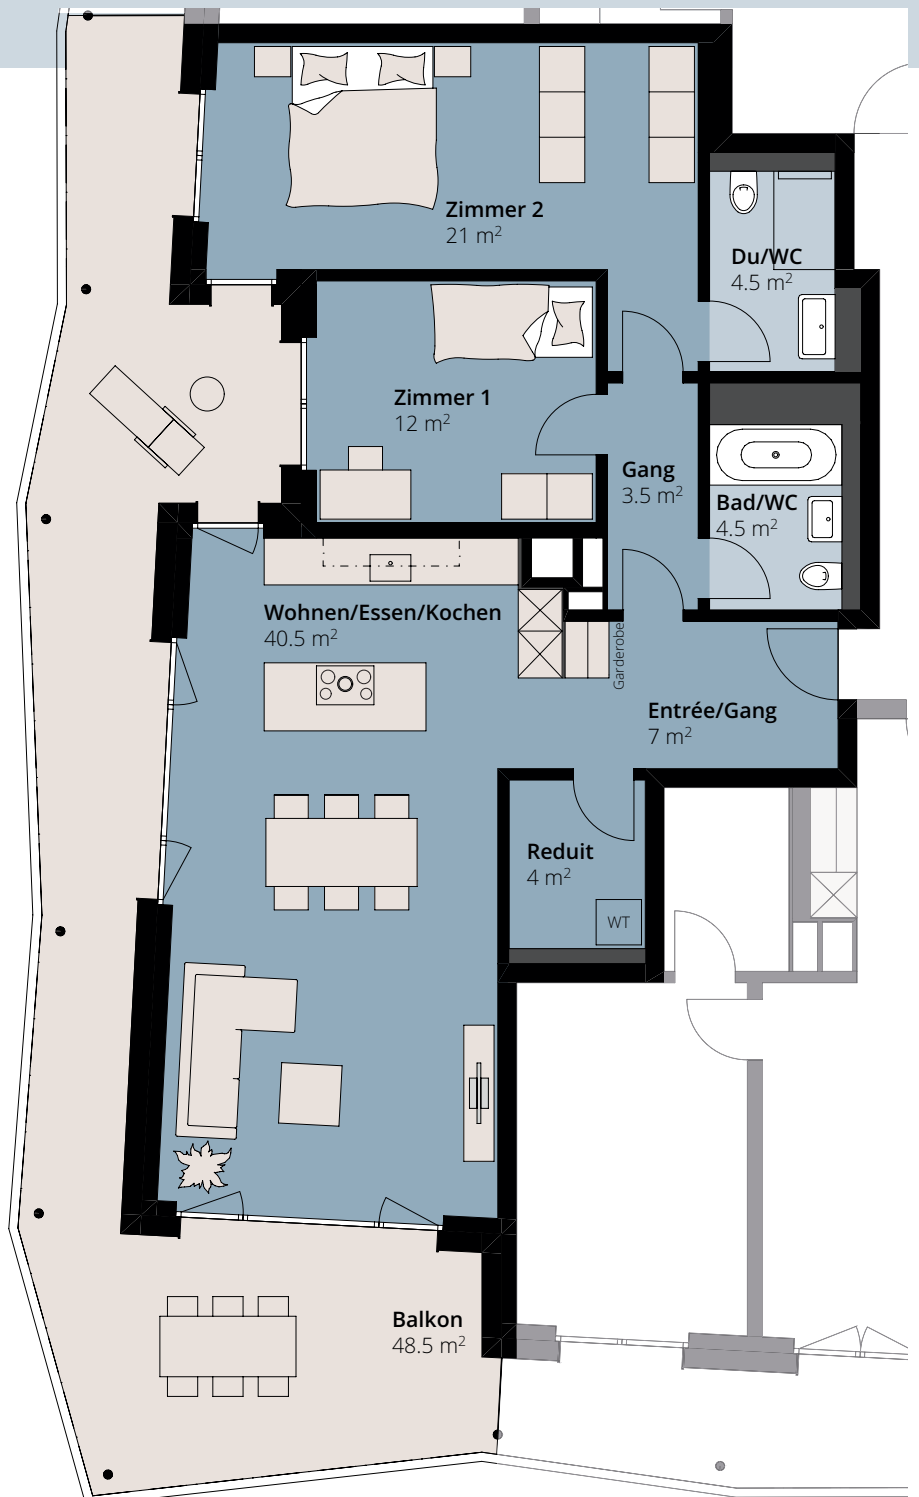 Zimmer 2
21 m²
Du/WC
4.5 m²
Zimmer 1
12 m²
Gang
3.5 m²
Bad/WC
4.5 m²
Wohnen/Essen/Kochen
40.5 m²
Garderobe
Entrée/Gang
7 m²
Reduit
4 m²
WT
Balkon
48.5 m²